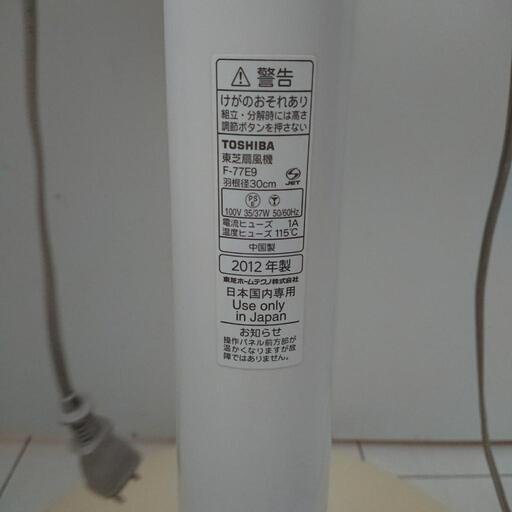 警告
けがのおそれあり
組立・分解時には高さ
調節ボタンを押さない
TOSHIBA
東芝扇風機
F-77E9
羽根径30cm
JET
PS
E
100V 35/37W 50/60Hz
電流ヒューズ 1A
温度ヒューズ 115℃
中国製
2012年製
東芝ホームテクノ株式会社
日本国内専用
Use only
in Japan
お知らせ
操作パネル前方部が
温かくなりますが故
障ではありません。